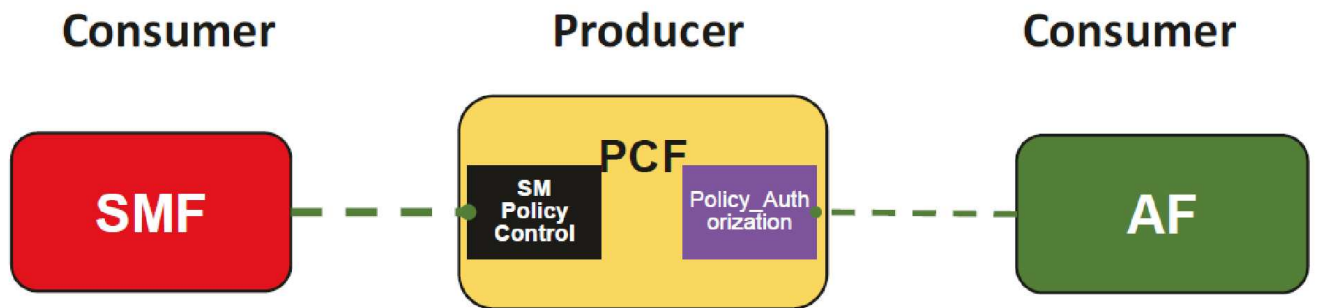 Consumer
Producer
Consumer
PCF
SMF
SM
Policy
Control
Policy_Auth
orization
AF